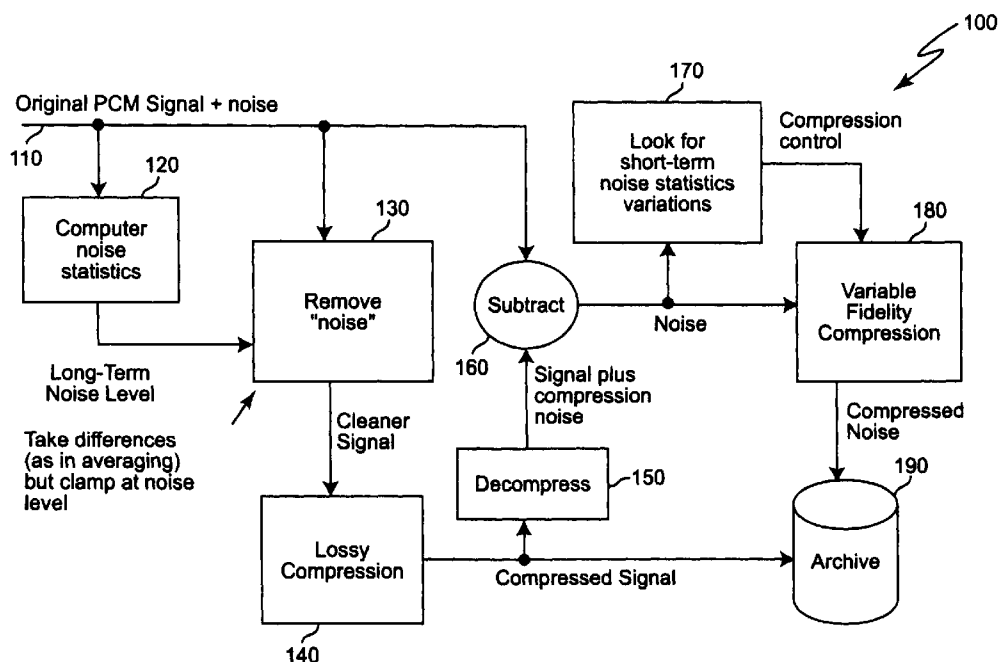 100
Original PCM Signal + noise
110
120
Computer
noise
statistics
Long-Term
Noise Level
Take differences
(as in averaging)
but clamp at noise
level
130
Remove
"noise"
Cleaner
Signal
Lossy
Compression
140
Compressed Signal
Decompress
150
Signal plus
compression
noise
Subtract
160
Noise
170
Look for
short-term
noise statistics
variations
Compression
control
180
Variable
Fidelity
Compression
Compressed
Noise
190
Archive